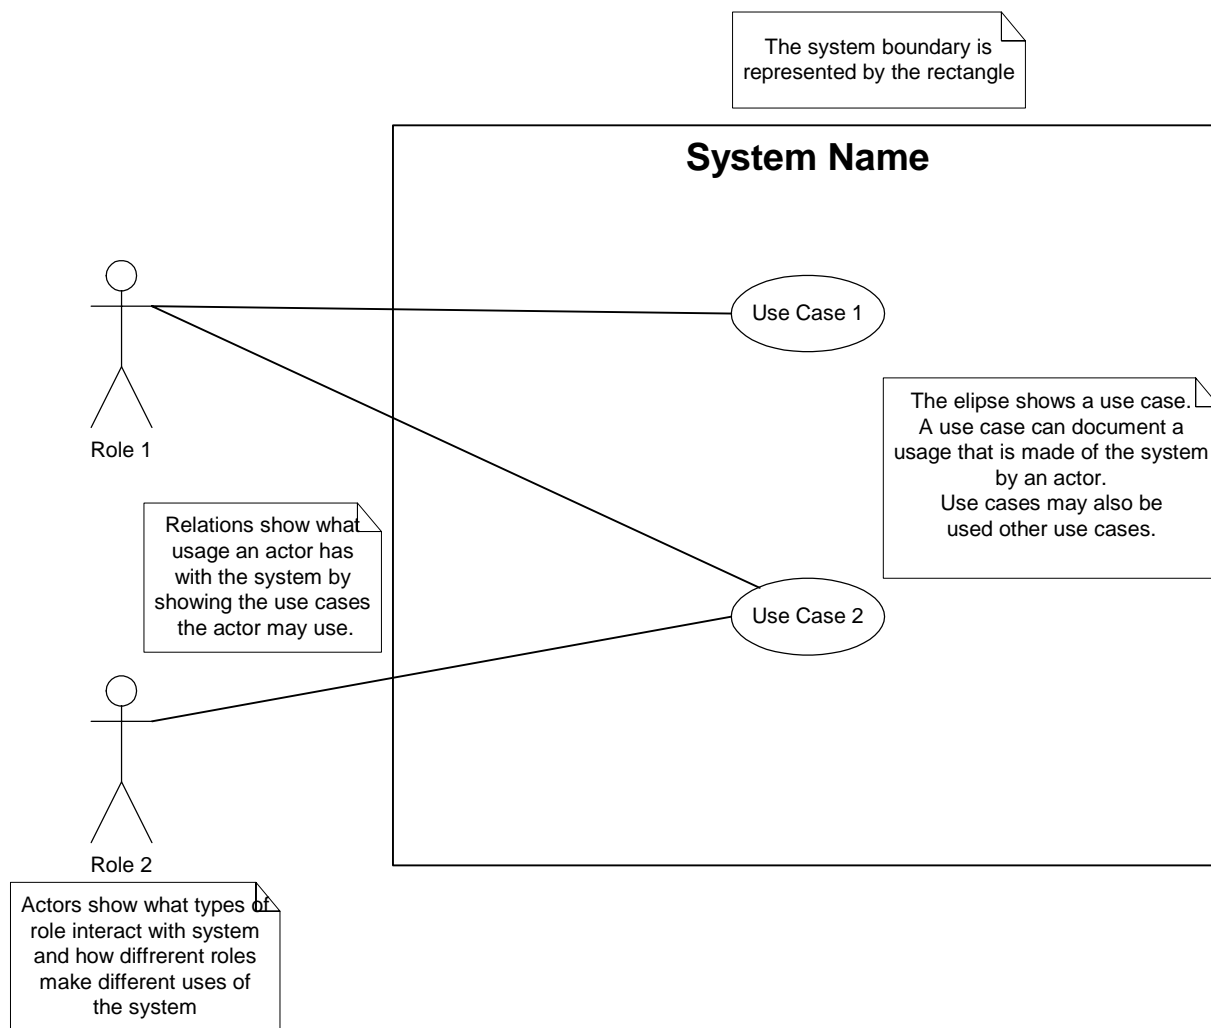 The system boundary is
represented by the rectangle
System Name
Use Case 1
Role 1
The elipse shows a use case.
A use case can document a
usage that is made of the system
by an actor.
Use cases may also be
used other use cases.
Relations show what
usage an actor has
with the system by
showing the use cases
the actor may use.
Use Case 2
Role 2
Actors show what types of
role interact with system
and how diffrerent roles
make different uses of
the system